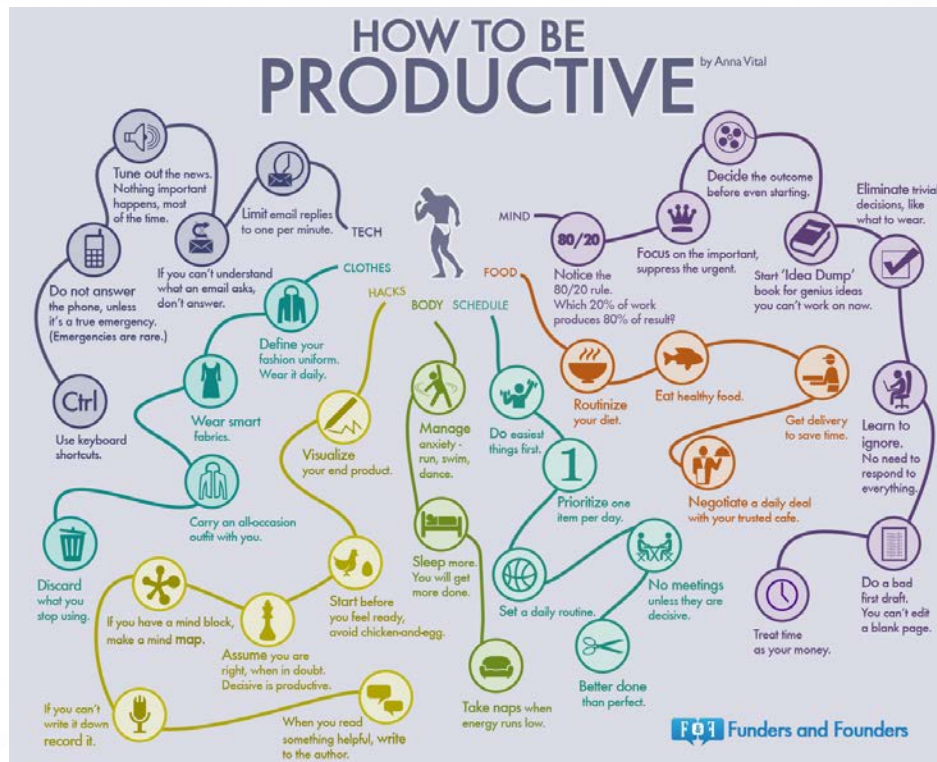 HOW TO BE
PRODUCTIVE
by Anna Vital
TECH
Limit email replies
to one per minute.
If you can't understand
what an email asks,
don't answer.
Tune out the news.
Nothing important
happens, most
of the time.
Do not answer
the phone, unless
it's a true emergency.
(Emergencies are rare.)
Ctrl
Use keyboard
shortcuts.
CLOTHES
Define your
fashion uniform.
Wear it daily.
Wear smart
fabrics.
Carry an all-occasion
outfit with you.
Discard
what you
stop using.
HACKS
Visualize
your end product.
Start before
you feel ready,
avoid chicken-and-egg.
Assume you are
right, when in doubt.
Decisive is productive.
If you have a mind block,
make a mind map.
If you can't
write it down
record it.
When you read
something helpful, write
to the author.
BODY
Manage
anxiety -
run, swim,
dance.
Sleep more.
You will get
more done.
Take naps when
energy runs low.
SCHEDULE
Do easiest
things first.
1
Prioritize one
item per day.
Set a daily routine.
No meetings
unless they are
decisive.
Better done
than perfect.
FOOD
Routinize
your diet.
Eat healthy food.
Get delivery
to save time.
Negotiate a daily deal
with your trusted cafe.
MIND
80/20
Notice the
80/20 rule.
Which 20% of work
produces 80% of result?
Focus on the important,
suppress the urgent.
Decide the outcome
before even starting.
Start 'Idea Dump'
book for genius ideas
you can't work on now.
Eliminate trivial
decisions, like
what to wear.
Learn to
ignore.
No need to
respond to
everything.
Do a bad
first draft.
You can't edit
a blank page.
Treat time
as your money.
FOF Funders and Founders